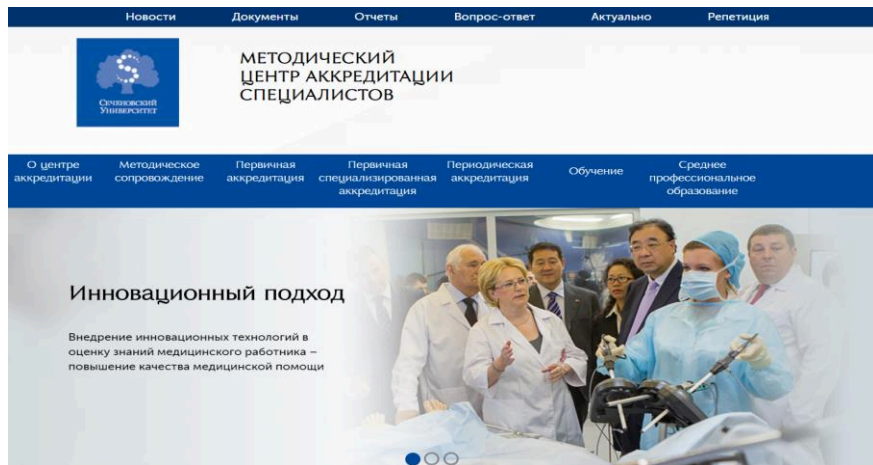 Новости Документы Отчеты Вопрос-ответ Актуально Репетиция
Сеченовский
Университет
МЕТОДИЧЕСКИЙ
ЦЕНТР АККРЕДИТАЦИИ
СПЕЦИАЛИСТОВ
О центре
аккредитации
Методическое
сопровождение
Первичная
аккредитация
Первичная
специализированная
аккредитация
Периодическая
аккредитация
Обучение
Среднее
профессиональное
образование
Инновационный подход
Внедрение инновационных технологий в
оценку знаний медицинского работника –
повышение качества медицинской помощи